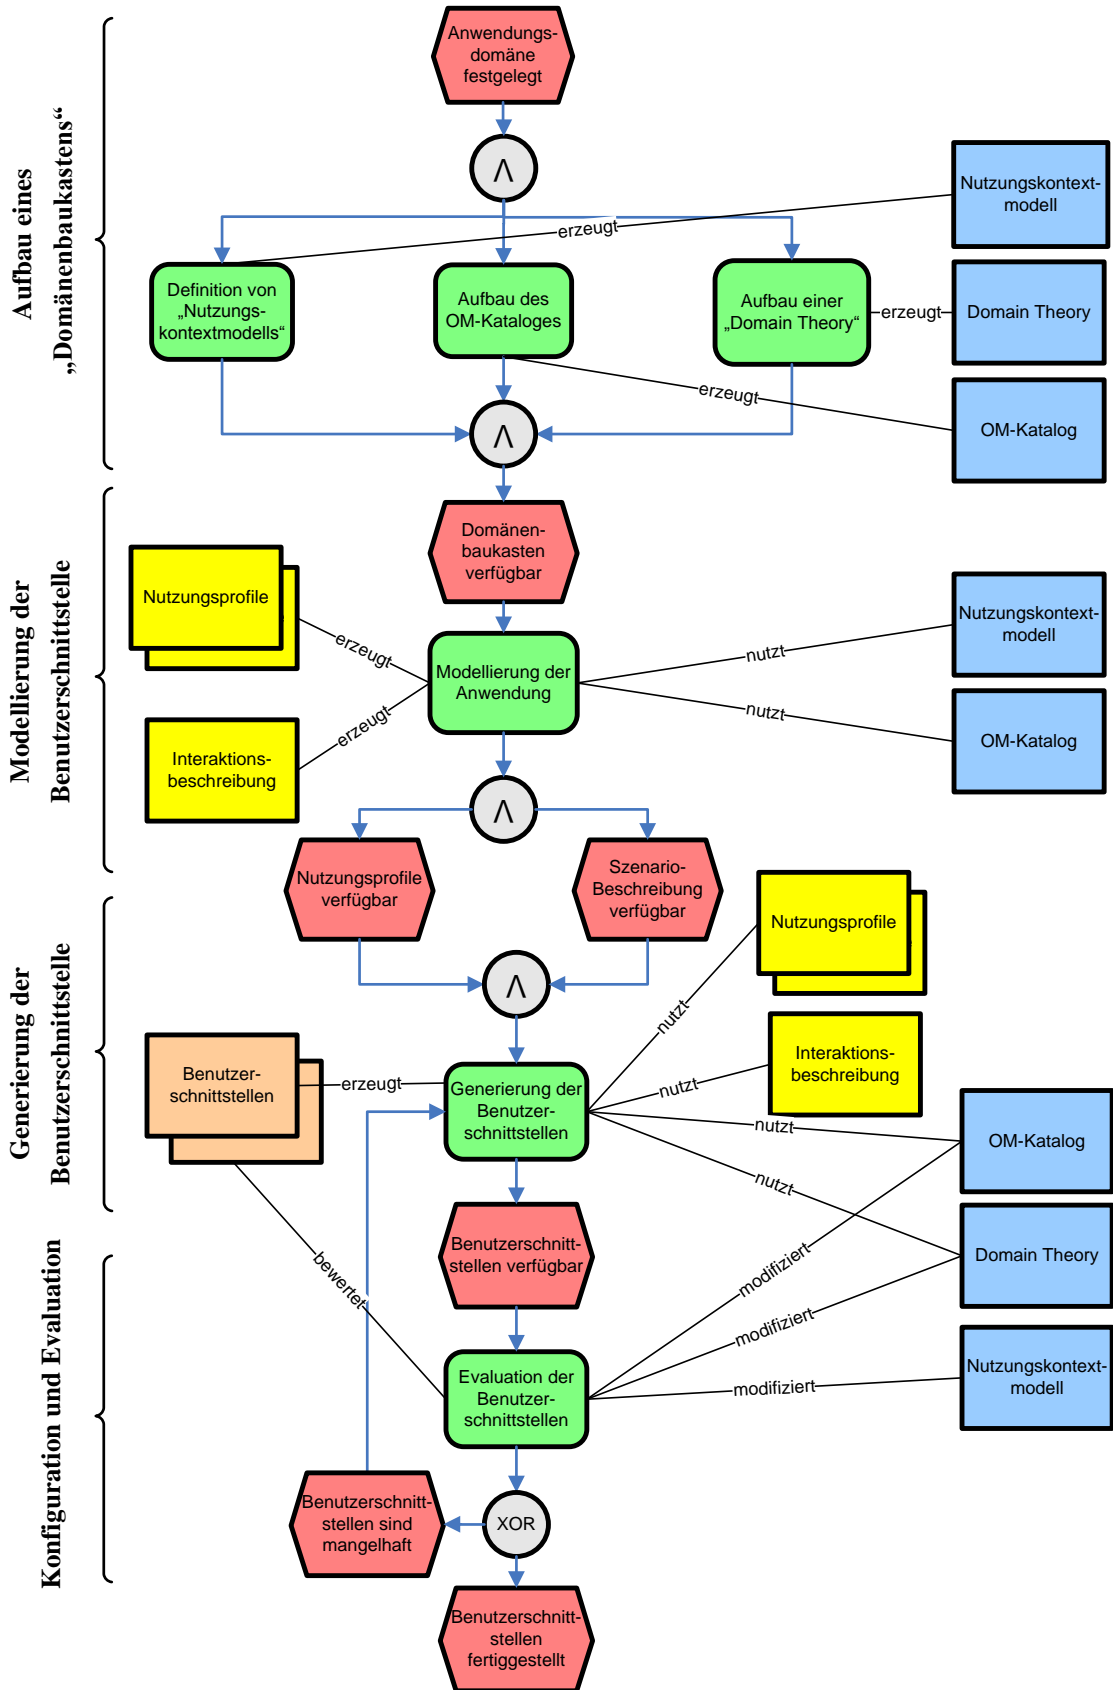 Anwendungs-
domäne
festgelegt
Λ
Aufbau eines
„Domänenbaukastens“
Nutzungskontext-
modell
erzeugt
Definition von
„Nutzungs-
kontextmodells“
Aufbau des
OM-Kataloges
Aufbau einer
„Domain Theory“
erzeugt
Domain Theory
erzeugt
OM-Katalog
Λ
Modellierung der
Benutzerschnittstelle
Domänen-
baukasten
verfügbar
Nutzungsprofile
erzeugt
Modellierung der
Anwendung
nutzt
Nutzungskontext-
modell
nutzt
OM-Katalog
erzeugt
Interaktions-
beschreibung
Λ
Nutzungsprofile
verfügbar
Szenario-
Beschreibung
verfügbar
Generierung der
Benutzerschnittstelle
Λ
Nutzungsprofile
nutzt
Interaktions-
beschreibung
nutzt
Benutzer-
schnittstellen
erzeugt
Generierung der
Benutzer-
schnittstellen
nutzt
OM-Katalog
nutzt
Benutzerschnitt-
stellen verfügbar
Domain Theory
Konfiguration und Evaluation
bewertet
modifiziert
modifiziert
modifiziert
Evaluation der
Benutzer-
schnittstellen
Nutzungskontext-
modell
Benutzerschnitt-
stellen sind
mangelhaft
XOR
Benutzerschnitt-
stellen
fertiggestellt